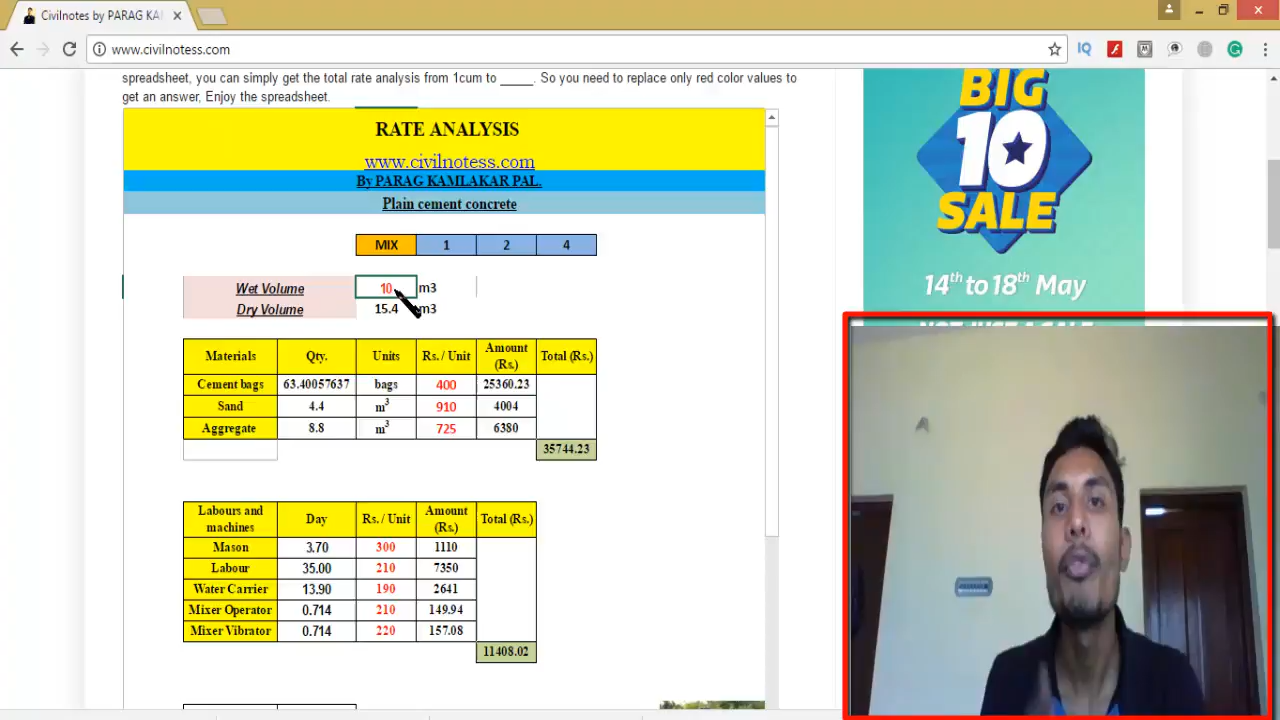 Civilnotes by PARAG KA
www.civilnotess.com
spreadsheet, you can simply get the total rate analysis from 1cum to _____. So you need to replace only red color values to
get an answer, Enjoy the spreadsheet.
RATE ANALYSIS
www.civilnotess.com
By PARAG KAMLAKAR PAL.
Plain cement concrete
MIX 1 2 4
Wet Volume 10 m3
Dry Volume 15.4 m3
Materials Qty. Units Rs. / Unit Amount (Rs.) Total (Rs.)
Cement bags 63.40057637 bags 400 25360.23
Sand 4.4 m³ 910 4004
Aggregate 8.8 m³ 725 6380
35744.23
Labours and machines Day Rs. / Unit Amount (Rs.) Total (Rs.)
Mason 3.70 300 1110
Labour 35.00 210 7350
Water Carrier 13.90 190 2641
Mixer Operator 0.714 210 149.94
Mixer Vibrator 0.714 220 157.08
11408.02
BIG
10
SALE
14th to 18th May